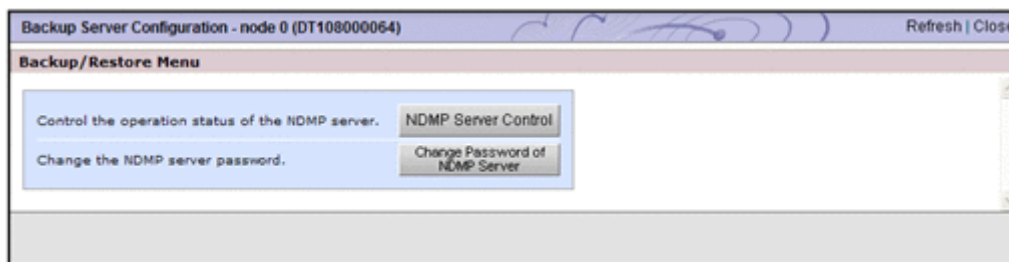 Backup Server Configuration - node 0 (DT108000064)
Refresh | Close
Backup/Restore Menu
Control the operation status of the NDMP server.
NDMP Server Control
Change the NDMP server password.
Change Password of
NDMP Server